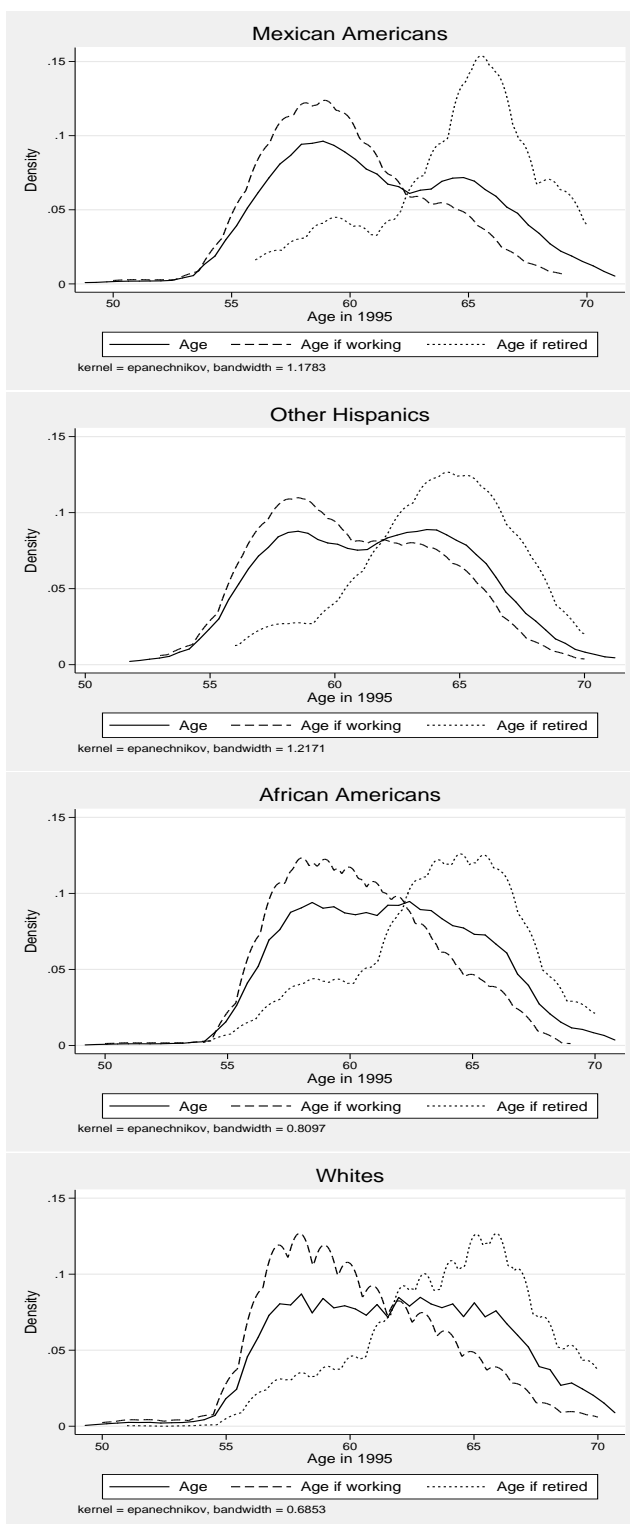 Mexican Americans
.15
.1
.05
0
Density
50 55 60 65 70
Age in 1995
Age Age if working Age if retired
kernel = epanechnikov, bandwidth = 1.1783
Other Hispanics
.15
.1
.05
0
Density
50 55 60 65 70
Age in 1995
Age Age if working Age if retired
kernel = epanechnikov, bandwidth = 1.2171
African Americans
.15
.1
.05
0
Density
50 55 60 65 70
Age in 1995
Age Age if working Age if retired
kernel = epanechnikov, bandwidth = 0.8097
Whites
.15
.1
.05
0
Density
50 55 60 65 70
Age in 1995
Age Age if working Age if retired
kernel = epanechnikov, bandwidth = 0.6853